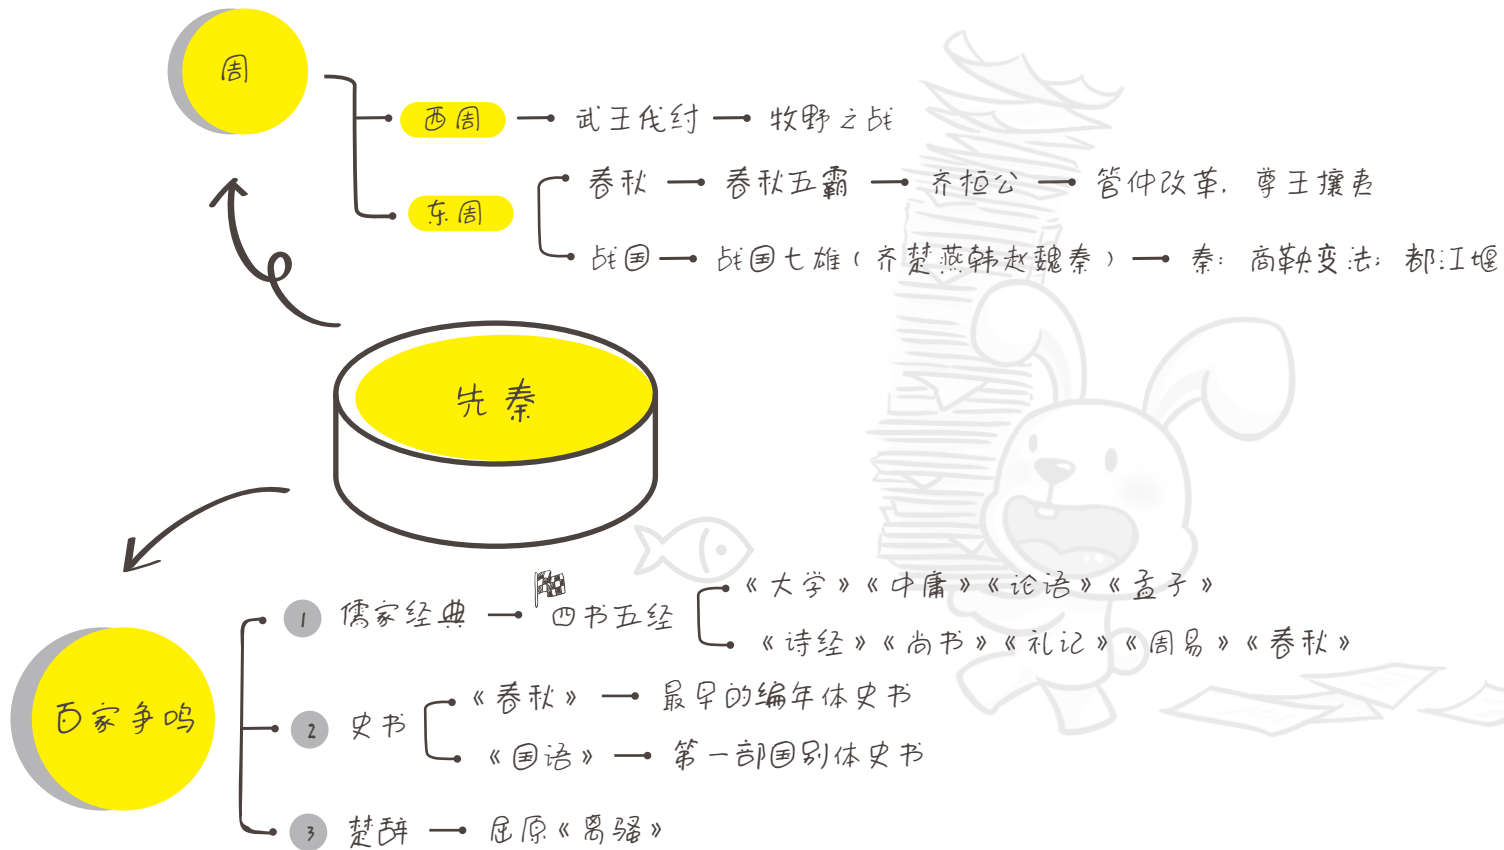 周
西周 武王伐纣 牧野之战
东周
春秋 春秋五霸 齐桓公 管仲改革，尊王攘夷
战国 战国七雄（齐楚燕韩赵魏秦） 秦：商鞅变法；都江堰
先秦
百家争鸣
1 儒家经典 四书五经
《大学》《中庸》《论语》《孟子》
《诗经》《尚书》《礼记》《周易》《春秋》
2 史书
《春秋》 最早的编年体史书
《国语》 第一部国别体史书
3 楚辞 屈原《离骚》